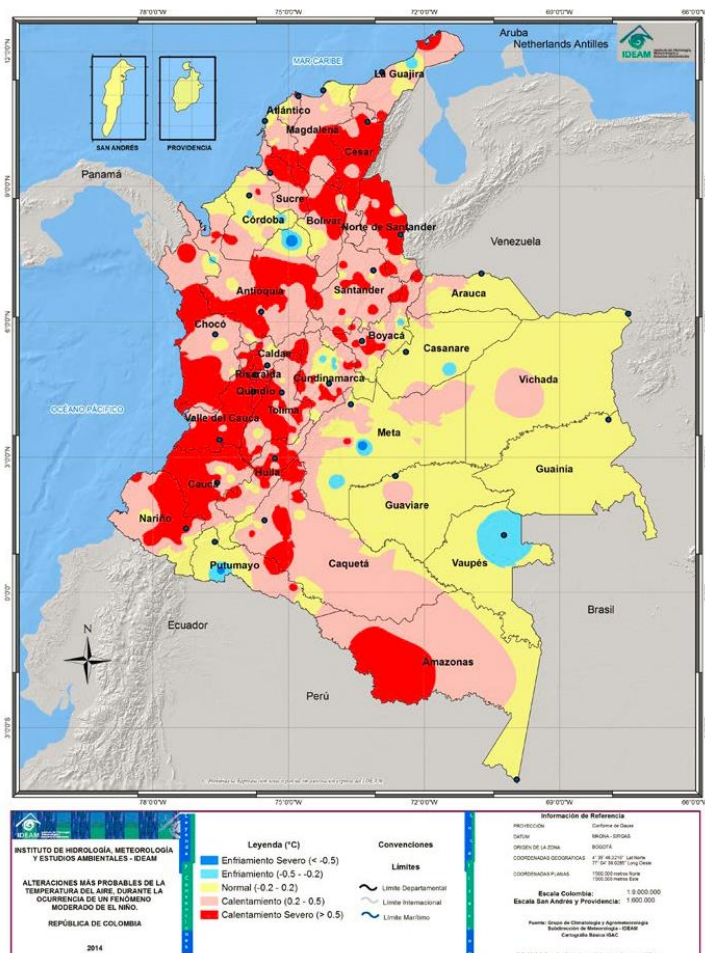 Aruba
Netherlands Antilles
IDEAM
MAR-CARIBE
La Guajira
Atlántico
Magdalena
Cesar
SAN ANDRÉS
PROVIDENCIA
Panamá
Sucre
Córdoba
Bolívar
Norte de Santander
Venezuela
Antioquia
Santander
Arauca
Chocó
Boyacá
Caldas
Casanare
Risaralda
Cundinamarca
Vichada
Quindío
OCÉANO PACÍFICO
Tolima
Valle del Cauca
Meta
Guainía
Huila
Cauca
Guaviare
Nariño
Vaupés
Caquetá
Putumayo
N
Ecuador
Brasil
Amazonas
Perú
78°0'0"O
75°0'0"O
72°0'0"O
69°0'0"O
IDEAM
INSTITUTO DE HIDROLOGÍA, METEOROLOGÍA
Y ESTUDIOS AMBIENTALES - IDEAM
ALTERACIONES MÁS PROBABLES DE LA
TEMPERATURA DEL AIRE, DURANTE LA
OCURRENCIA DE UN FENÓMENO
MODERADO DE EL NIÑO.
REPÚBLICA DE COLOMBIA
2014
Leyenda (°C)
Enfriamiento Severo (< -0.5)
Enfriamiento (-0.5 - -0.2)
Normal (-0.2 - 0.2)
Calentamiento (0.2 - 0.5)
Calentamiento Severo (> 0.5)
Convenciones
Límites
Límite Departamental
Límite Internacional
Límite Marítimo
Información de Referencia
PROYECCIÓN Conforme de Gauss
DATUM MAGNA - SIRGAS
ORIGEN DE LA ZONA BOGOTÁ
COORDENADAS GEOGRÁFICAS
COORDENADAS PLANAS
Escala Colombia: 1:9.000.000
Escala San Andrés y Providencia: 1:600.000
Fuente: Grupo de Climatología y Agrometeorología
Subdirección de Meteorología - IDEAM
Cartografía Básica IGAC